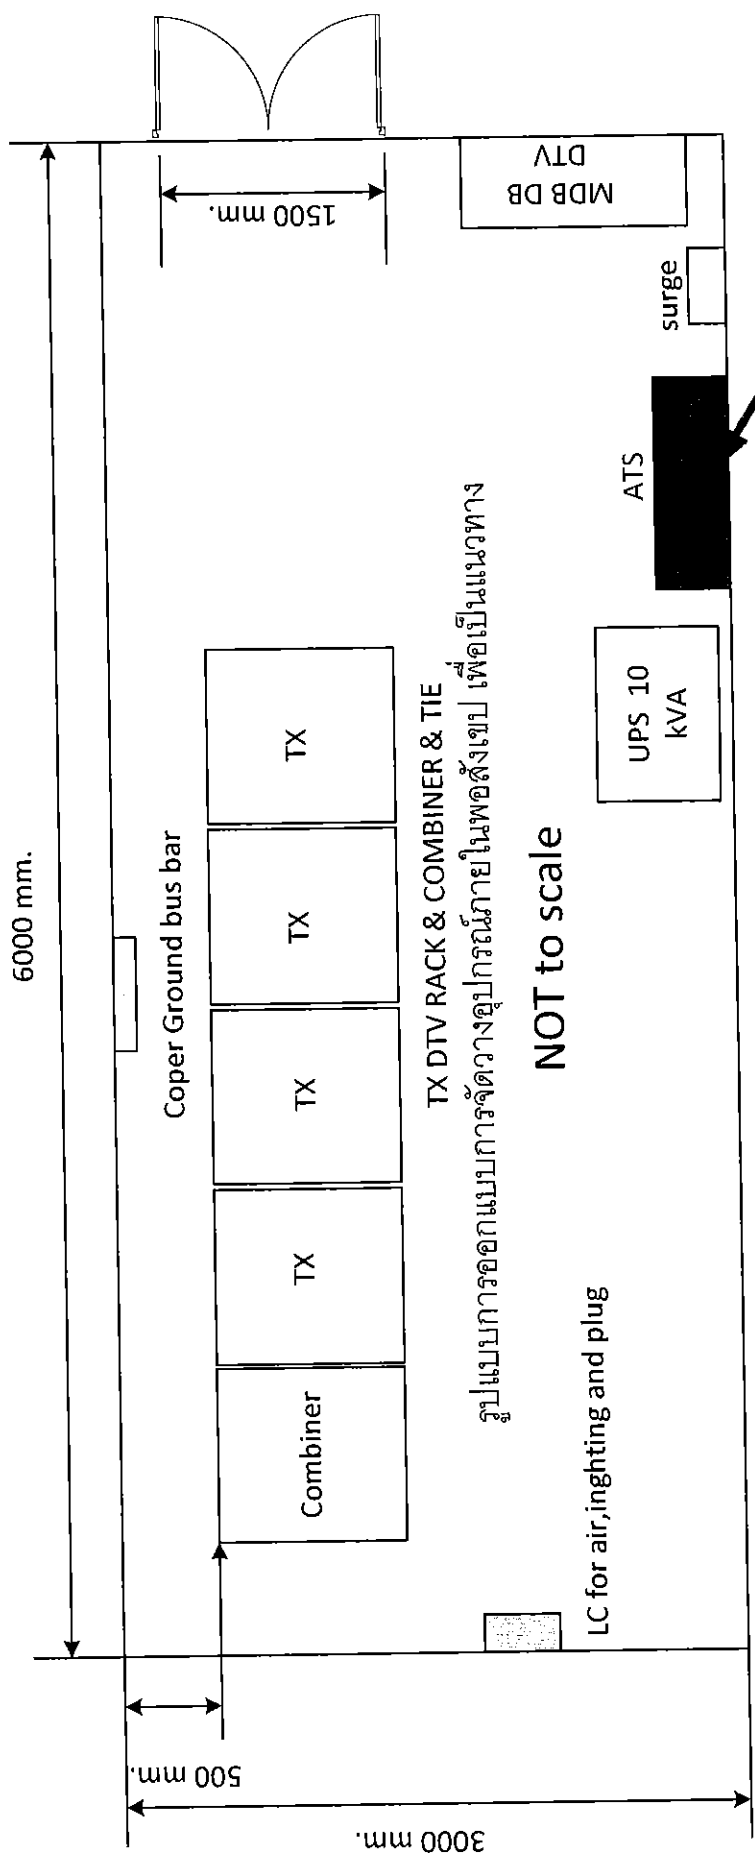 6000 mm.
1500 mm.
500 mm.
3000 mm.
Coper Ground bus bar
Combiner
TX
TX
TX
TX
TX DTV RACK & COMBINER & TIE
รูปแบบการออกแบบการจัดวางอุปกรณ์ภายในพอสังเขป เพื่อเป็นแนวทาง
NOT to scale
LC for air,inghting and plug
UPS 10
kVA
ATS
surge
MDB DB
DTV